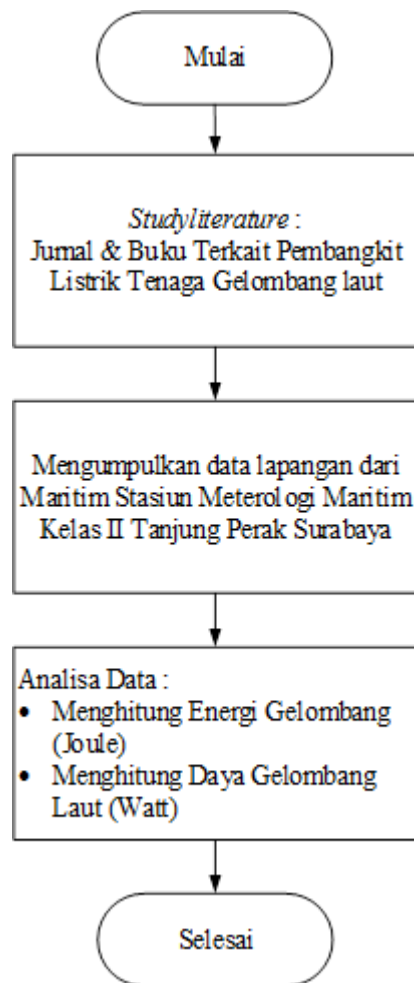 Mulai
Studyliterature :
Jurnal & Buku Terkait Pembangkit
Listrik Tenaga Gelombang laut
Mengumpulkan data lapangan dari
Maritim Stasiun Meterologi Maritim
Kelas II Tanjung Perak Surabaya
Analisa Data :
• Menghitung Energi Gelombang
(Joule)
• Menghitung Daya Gelombang
Laut (Watt)
Selesai